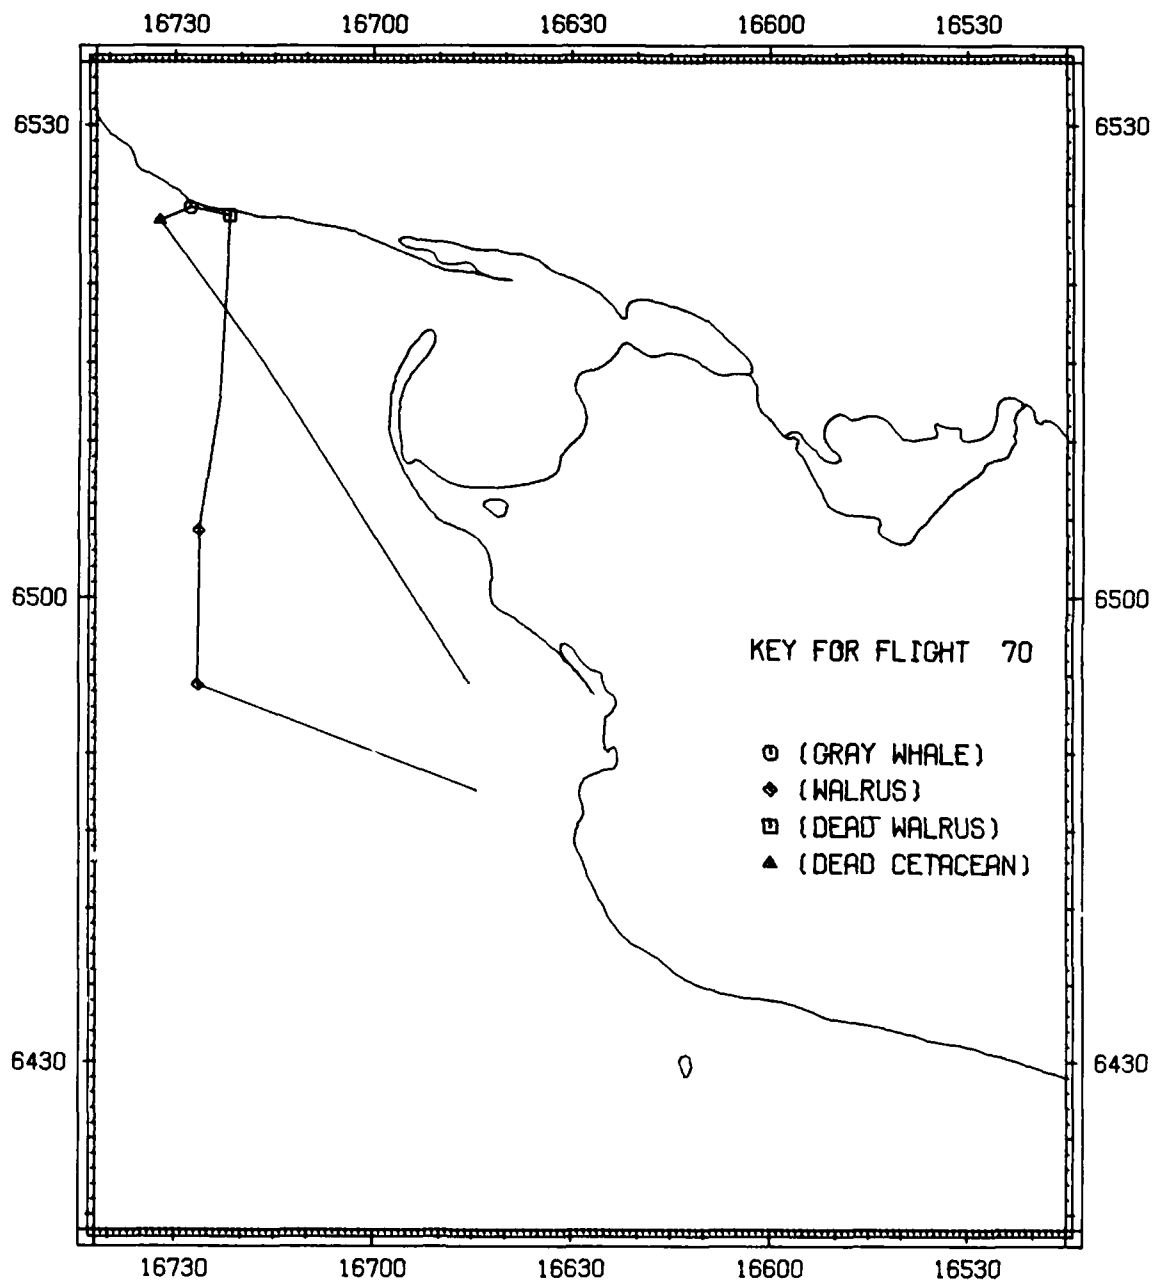 16730 16700 16630 16600 16530
6530 6530
6500 6500
KEY FOR FLIGHT 70
(GRAY WHALE)
(WALRUS)
(DEAD WALRUS)
(DEAD CETACEAN)
6430 6430
16730 16700 16630 16600 16530